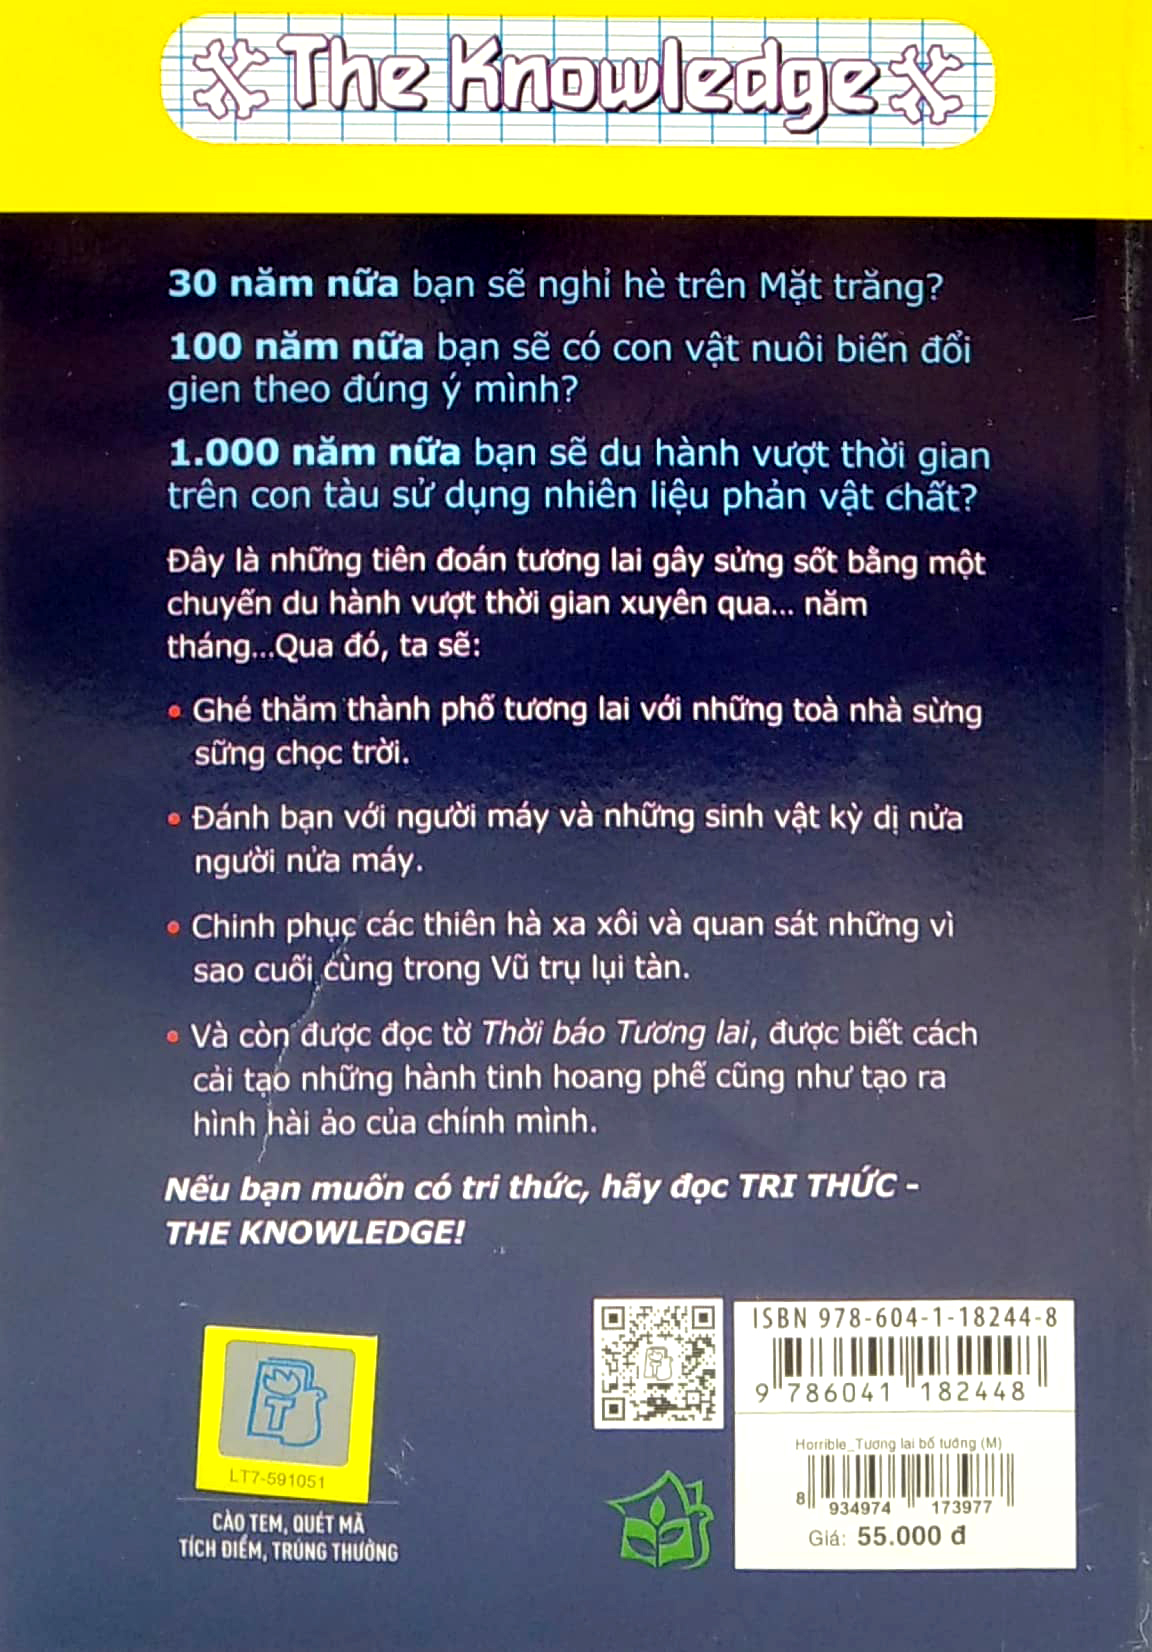 The Knowledge
30 năm nữa bạn sẽ nghỉ hè trên Mặt trăng?
100 năm nữa bạn sẽ có con vật nuôi biến đổi
gien theo đúng ý mình?
1.000 năm nữa bạn sẽ du hành vượt thời gian
trên con tàu sử dụng nhiên liệu phản vật chất?
Đây là những tiên đoán tương lai gây sửng sốt bằng một
chuyến du hành vượt thời gian xuyên qua... năm
tháng...Qua đó, ta sẽ:
• Ghé thăm thành phố tương lai với những toà nhà sừng
sững chọc trời.
• Đánh bạn với người máy và những sinh vật kỳ dị nửa
người nửa máy.
• Chinh phục các thiên hà xa xôi và quan sát những vì
sao cuối cùng trong Vũ trụ lụi tàn.
• Và còn được đọc tờ Thời báo Tương lai, được biết cách
cải tạo những hành tinh hoang phế cũng như tạo ra
hình hài ảo của chính mình.
Nếu bạn muốn có tri thức, hãy đọc TRI THỨC -
THE KNOWLEDGE!
T
LT7-591051
CÀO TEM, QUÉT MÃ
TÍCH ĐIỂM, TRÚNG THƯỞNG
ISBN 978-604-1-18244-8
9 786041 182448
Horrible_Tương lai bố tướng (M)
8 934974 173977
Giá: 55.000 đ